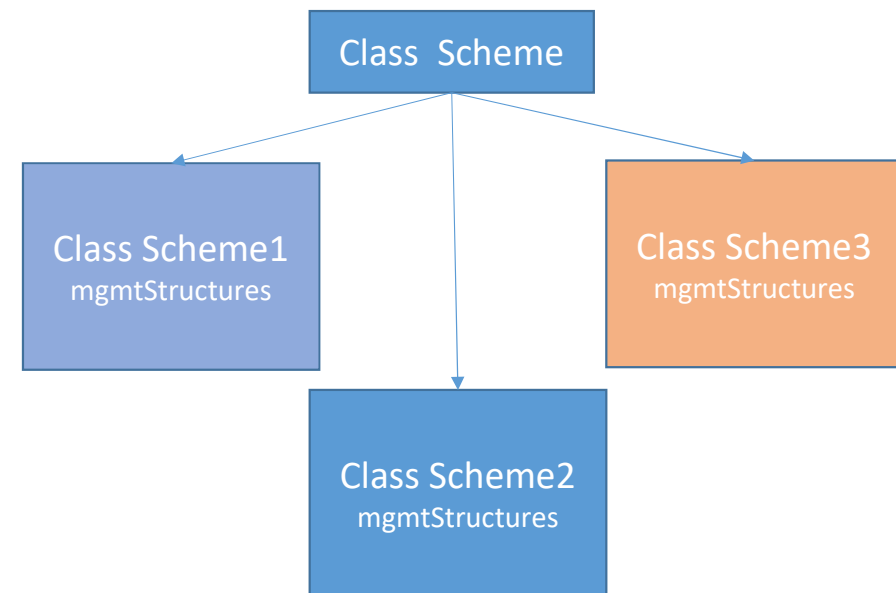 Class  Scheme
Class Scheme1
mgmtStructures
Class Scheme3
mgmtStructures
Class Scheme2
mgmtStructures